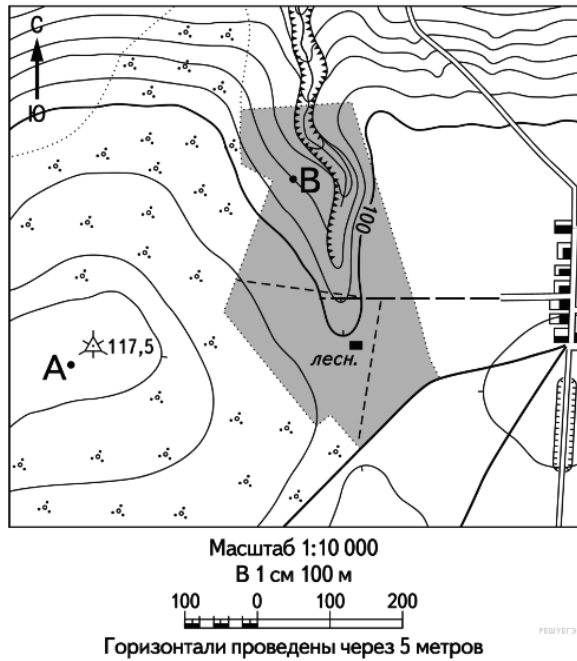 С
Ю
В
100
117,5
А
лесн.
Масштаб 1:10 000
В 1 см 100 м
100 0 100 200
Горизонтали проведены через 5 метров
РЕШУЕГЭ